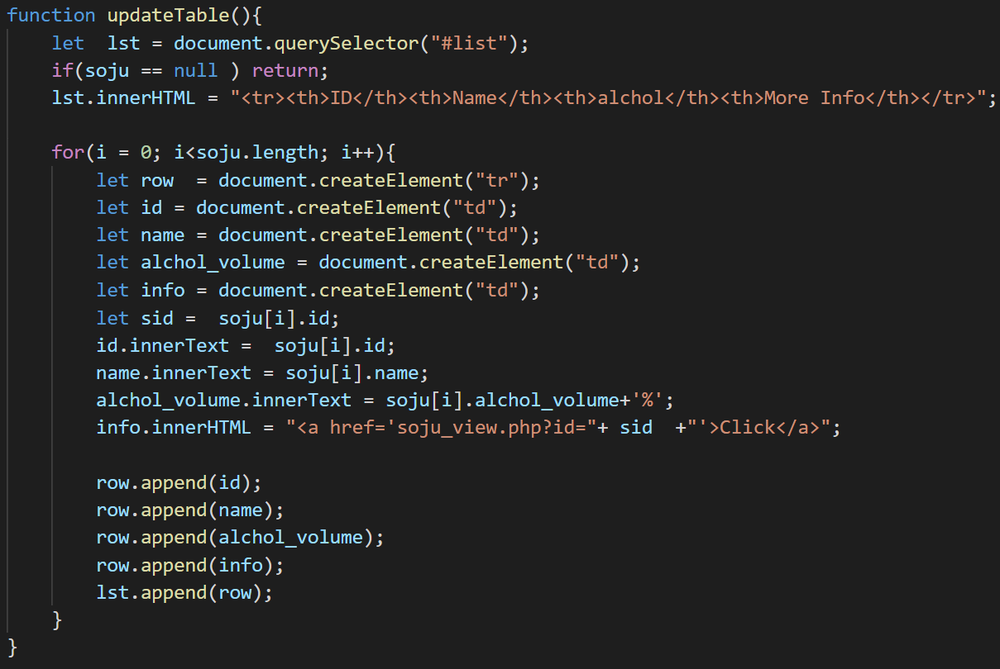 function updateTable(){
    let  lst = document.querySelector("#list");
    if(soju == null ) return;
    lst.innerHTML = "<tr><th>ID</th><th>Name</th><th>alchol</th><th>More Info</th></tr>";

    for(i = 0; i<soju.length; i++){
        let row  = document.createElement("tr");
        let id = document.createElement("td");
        let name = document.createElement("td");
        let alchol_volume = document.createElement("td");
        let info = document.createElement("td");
        let sid =  soju[i].id;
        id.innerText =  soju[i].id;
        name.innerText = soju[i].name;
        alchol_volume.innerText = soju[i].alchol_volume+'%';
        info.innerHTML = "<a href='soju_view.php?id="+ sid  +"'>Click</a>";

        row.append(id);
        row.append(name);
        row.append(alchol_volume);
        row.append(info);
        lst.append(row);
    }
}